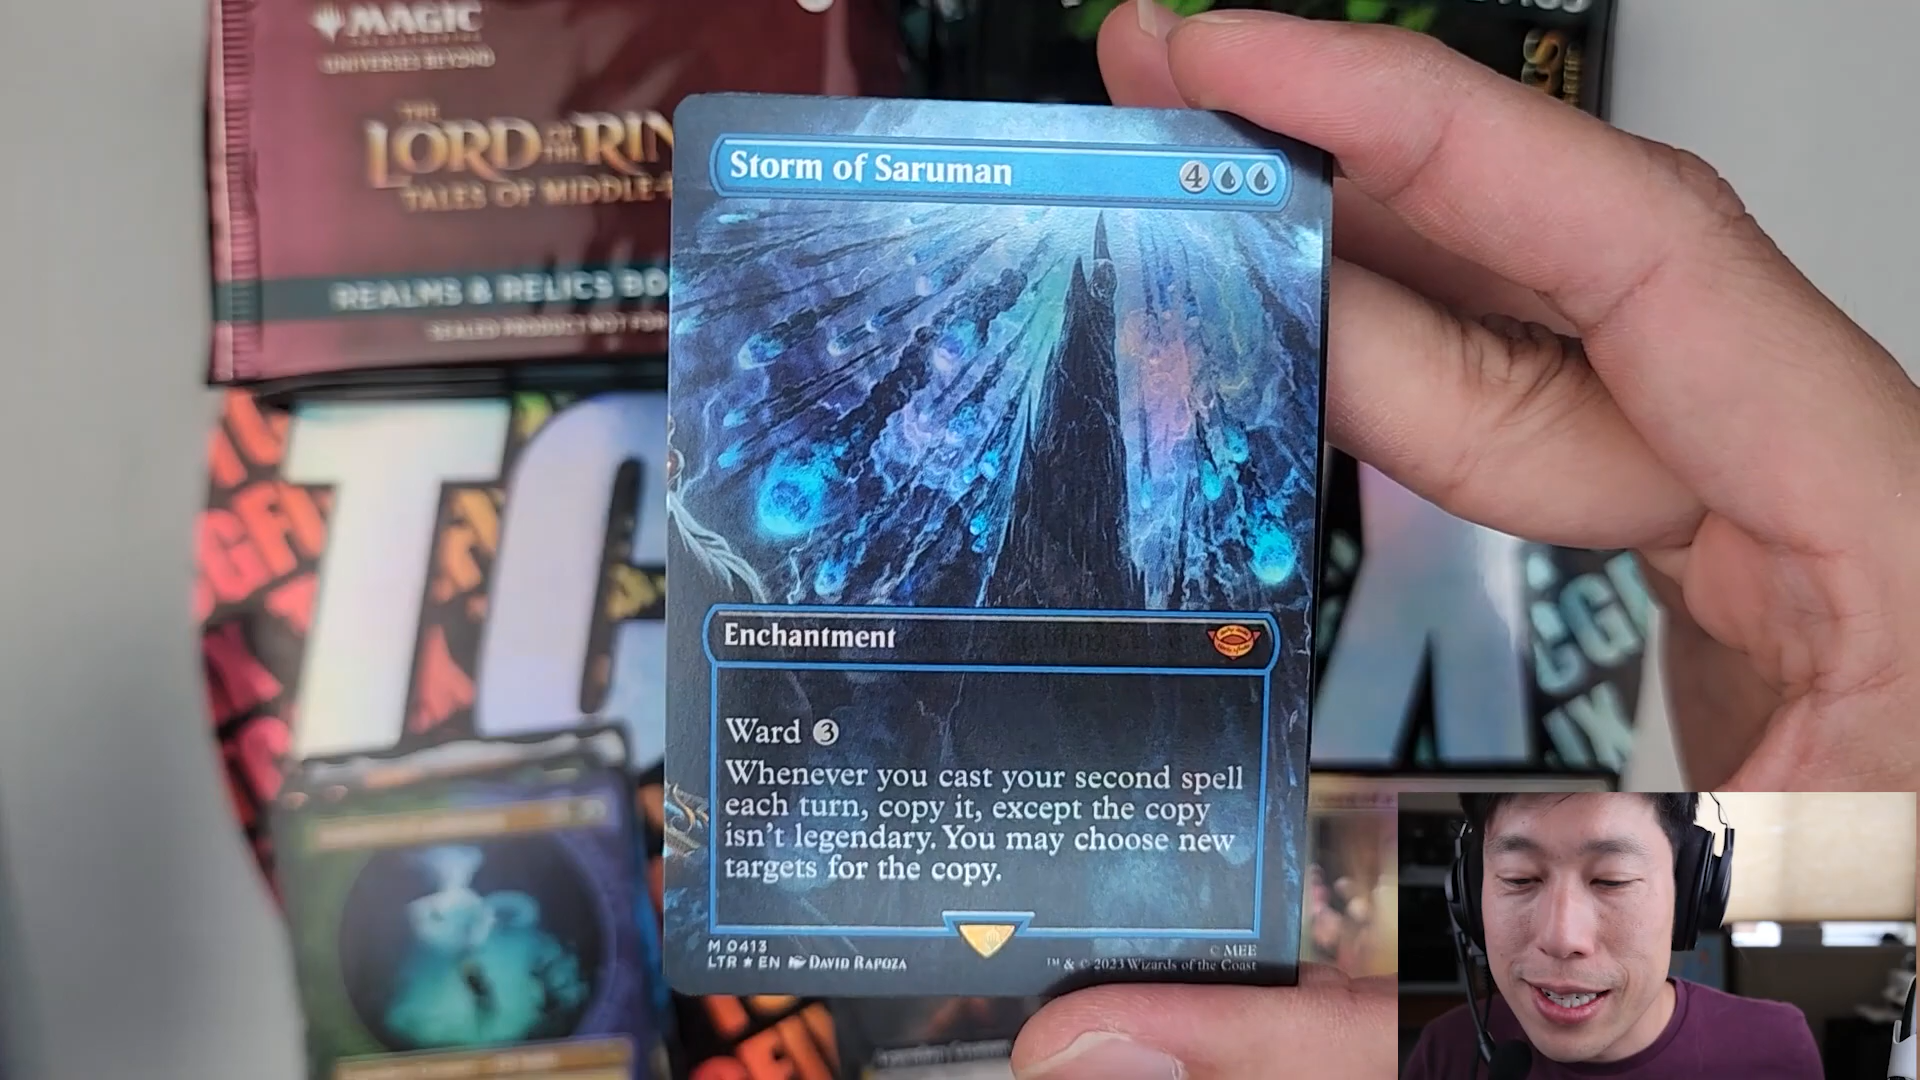 MAGIC
UNIVERSES BEYOND
THE
LORD OF THE RIN
TALES OF MIDDLE-
REALMS & RELICS BO
SEALED PRODUCT NOT FOR
Storm of Saruman
4
Enchantment
Ward 3
Whenever you cast your second spell
each turn, copy it, except the copy
isn't legendary. You may choose new
targets for the copy.
M 0413
LTR ★ EN DAVID RAPOZA
© MEE
™ & © 2023 Wizards of the Coast